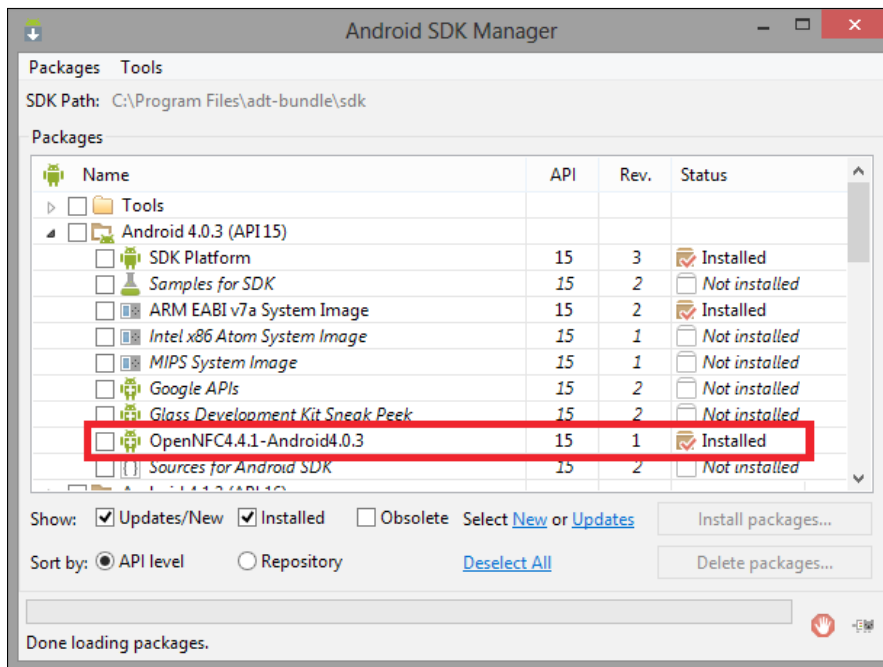 Android SDK Manager
Packages Tools
SDK Path: C:\Program Files\adt-bundle\sdk
Packages
Name API Rev. Status
Tools
Android 4.0.3 (API 15)
SDK Platform 15 3 Installed
Samples for SDK 15 2 Not installed
ARM EABI v7a System Image 15 2 Installed
Intel x86 Atom System Image 15 1 Not installed
MIPS System Image 15 1 Not installed
Google APIs 15 2 Not installed
Glass Development Kit Sneak Peek 15 2 Not installed
OpenNFC4.4.1-Android4.0.3 15 1 Installed
Sources for Android SDK 15 2 Not installed
Show: Updates/New Installed Obsolete Select New or Updates Install packages...
Sort by: API level Repository Deselect All Delete packages...
Done loading packages.